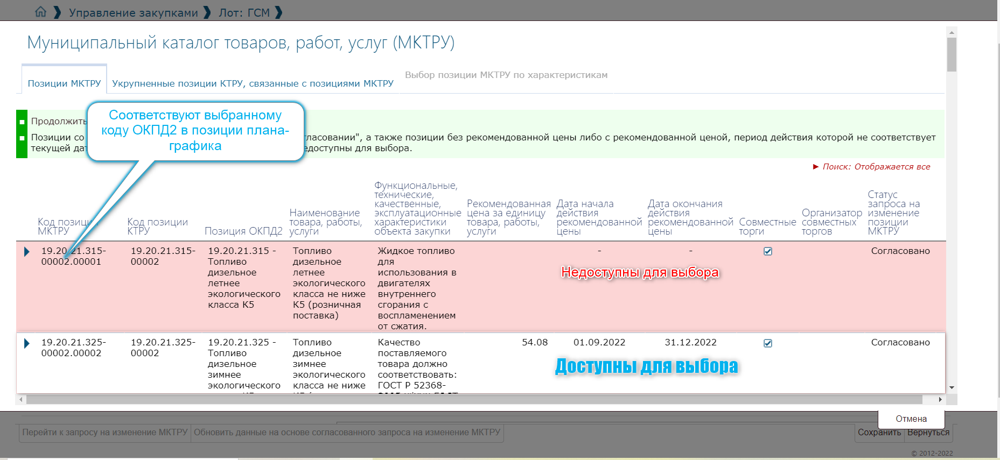 Управление закупками Лот: ГСМ
Муниципальный каталог товаров, работ, услуг (МКТРУ)
Позиции МКТРУ
Укрупненные позиции КТРУ, связанные с позициями МКТРУ
Выбор позиции МКТРУ по характеристикам
Соответствуют выбранному
коду ОКПД2 в позиции плана-
графика
Продолжить
Позиции со
", а также позиции без рекомендованной цены либо с рекомендованной ценой, период действия которой не соответствует
текущей
для выбора.
► Поиск: Отображается все
Код позиции
МКТРУ
Код позиции
КТРУ
Позиция ОКПД2
Наименование
товара, работы,
услуги
Функциональные,
технические,
качественные,
эксплуатационные
характеристики
объекта закупки
Рекомендованная
цена за единицу
товара, работы,
услуги
Дата начала
действия
рекомендованной
цены
Дата окончания
действия
рекомендованной
цены
Совместные
торги
Организатор
совместных
торгов
Статус
запроса на
изменение
позиции
МКТРУ
19.20.21.315-
00002.00001
19.20.21.315-
00002
19.20.21.315 -
Топливо
дизельное
летнее
экологического
класса К5
Топливо
дизельное
летнее
экологического
класса не ниже
К5 (розничная
поставка)
Жидкое топливо
для
использования в
двигателях
внутреннего
сгорания с
воспламенением
от сжатия.
-
-
Согласовано
Недоступны для выбора
19.20.21.325-
00002.00002
19.20.21.325-
00002
19.20.21.325 -
Топливо
дизельное
зимнее
экологического
Топливо
дизельное
зимнее
экологического
класса не ниже
Качество
поставляемого
товара должно
соответствовать:
ГОСТ Р 52368-
54.08
01.09.2022
31.12.2022
Согласовано
Доступны для выбора
Отмена
Перейти к запросу на изменение МКТРУ
Обновить данные на основе согласованного запроса на изменение МКТРУ
Сохранить
Вернуться
© 2012-2022